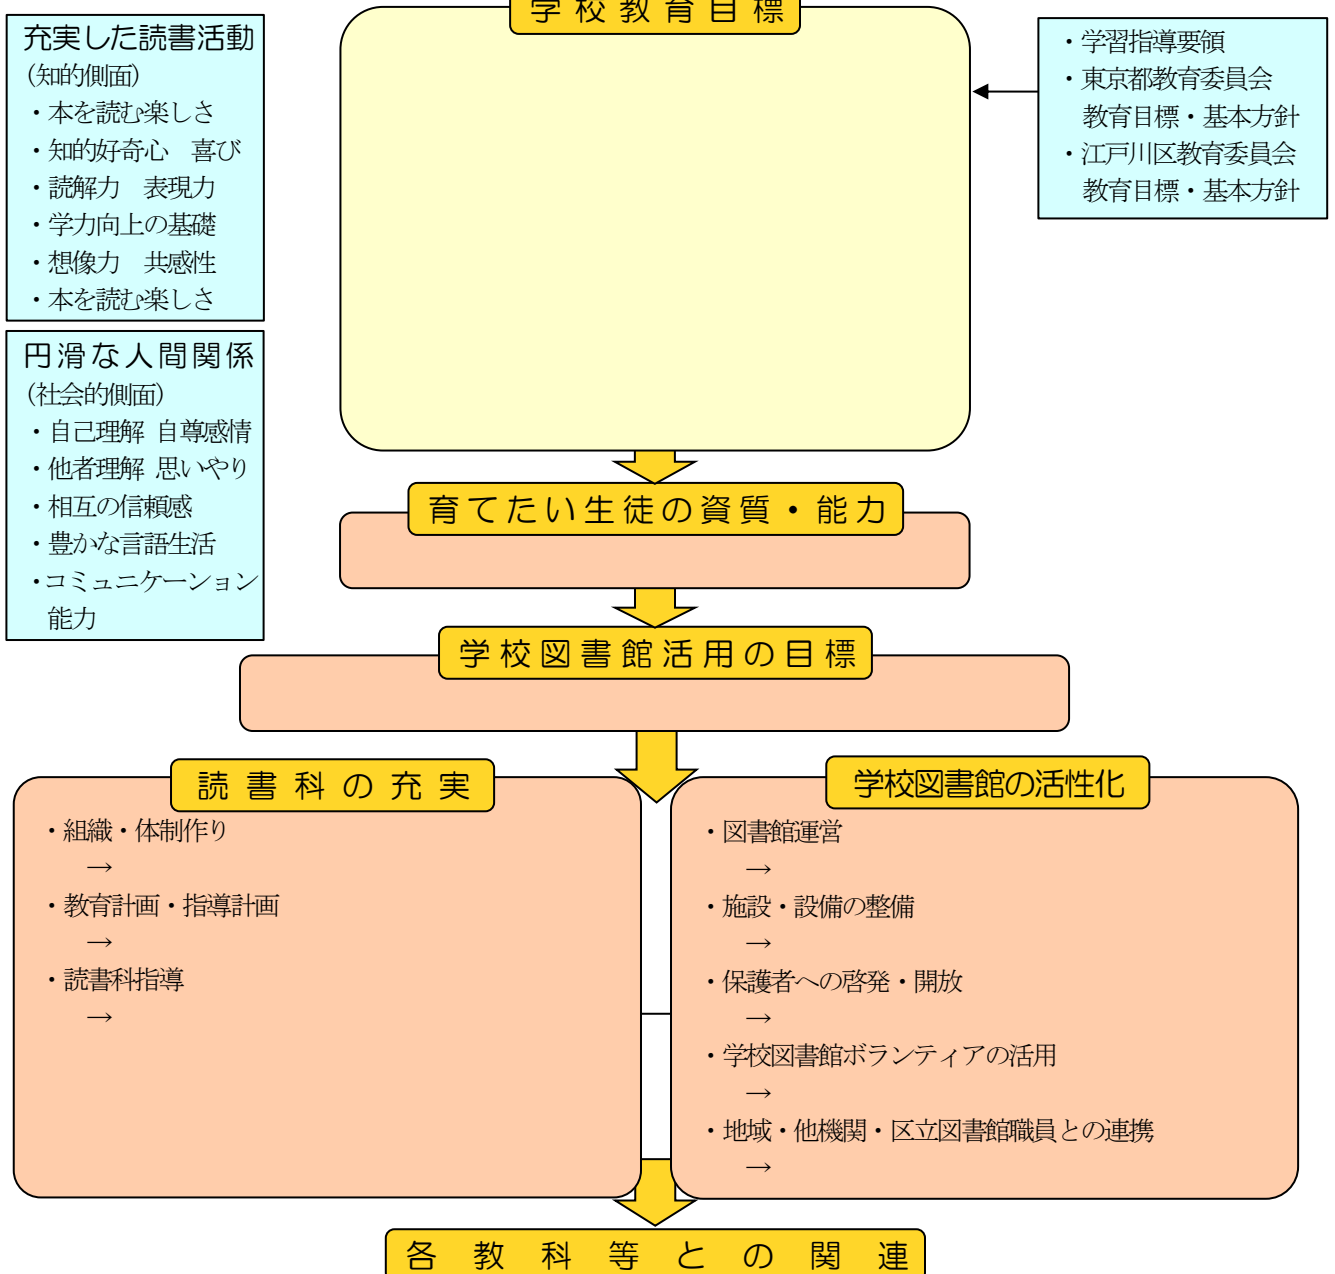 学校教育目標
充実した読書活動
（知的側面）
・本を読む楽しさ
・知的好奇心　喜び
・読解力　表現力
・学力向上の基礎
・想像力　共感性
・本を読む楽しさ
・学習指導要領
・東京都教育委員会
教育目標・基本方針
・江戸川区教育委員会
教育目標・基本方針
円滑な人間関係
（社会的側面）
・自己理解 自尊感情
・他者理解 思いやり
・相互の信頼感
・豊かな言語生活
・コミュニケーション
能力
育てたい生徒の資質・能力
学校図書館活用の目標
読書科の充実
・組織・体制作り
→
・教育計画・指導計画
→
・読書科指導
→
学校図書館の活性化
・図書館運営
→
・施設・設備の整備
→
・保護者への啓発・開放
→
・学校図書館ボランティアの活用
→
・地域・他機関・区立図書館職員との連携
→
各教科等との関連